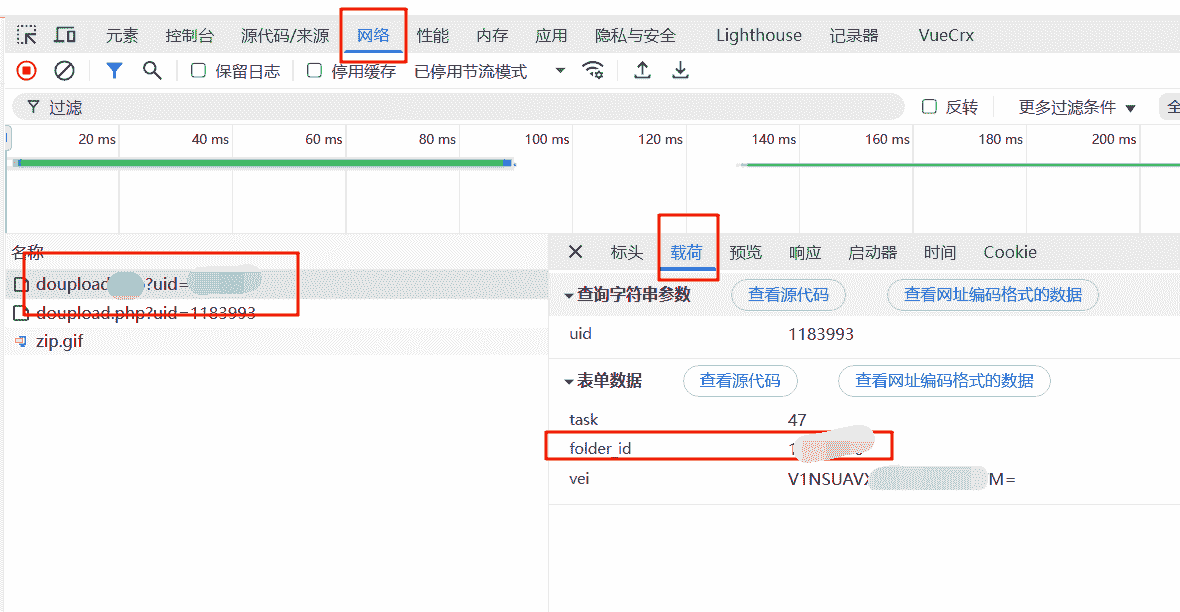 元素 控制台 源代码/来源 网络 性能 内存 应用 隐私与安全 Lighthouse 记录器 VueCrx
保留日志 停用缓存 已停用节流模式
过滤 反转 更多过滤条件
20 ms 40 ms 60 ms 80 ms 100 ms 120 ms 140 ms 160 ms 180 ms 200 ms
名称 标头 载荷 预览 响应 启动器 时间 Cookie
doupload ?uid=
查询字符串参数 查看源代码 查看网址编码格式的数据
doupload.php?uid=1183993
uid 1183993
zip.gif
表单数据 查看源代码 查看网址编码格式的数据
task 47
folder_id 1
vei V1NSUAVX M=